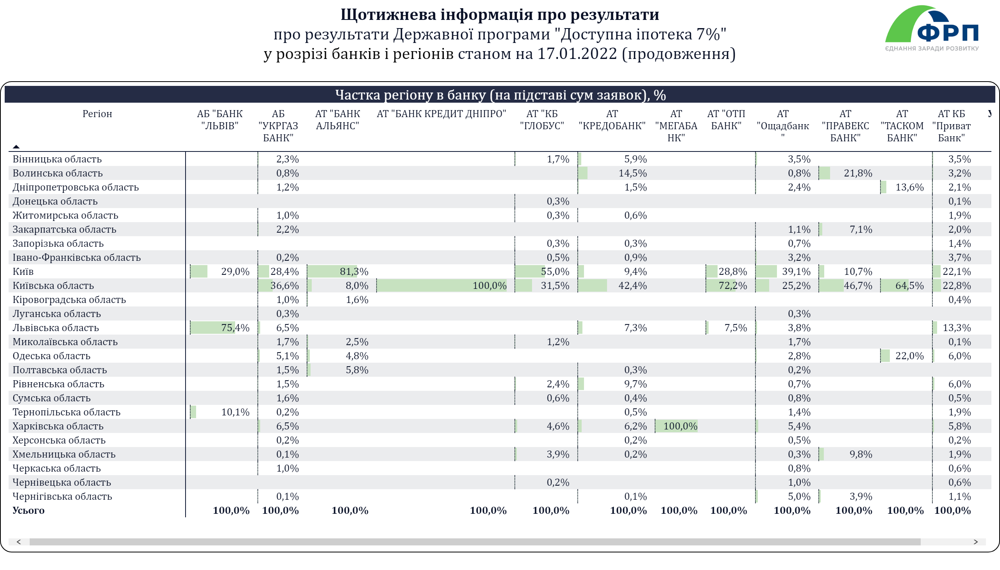 Щотижнева інформація про результати
про результати Державної програми "Доступна іпотека 7%"
у розрізі банків і регіонів станом на 17.01.2022 (продовження)
ФРП
ЄДНАННЯ ЗАРАДИ РОЗВИТКУ
Частка регіону в банку (на підставі сум заявок), %
Регіон АБ "БАНК АБ АТ "БАНК АТ "БАНК КРЕДИТ ДНІПРО" АТ "КБ АТ АТ АТ "ОТП АТ АТ АТ АТ КБ
"ЛЬВІВ" "УКРГАЗ АЛЬЯНС" "ГЛОБУС" "КРЕДОБАНК" "МЕГАБА БАНК" "Ощадбанк "ПРАВЕКС "ТАСКОМ "Приват
БАНК" НК" " БАНК" БАНК" Банк"
Вінницька область 2,3% 1,7% 5,9% 3,5% 3,5%
Волинська область 0,8% 14,5% 0,8% 21,8% 3,2%
Дніпропетровська область 1,2% 1,5% 2,4% 13,6% 2,1%
Донецька область 0,3% 0,1%
Житомирська область 1,0% 0,3% 0,6% 1,9%
Закарпатська область 2,2% 1,1% 7,1% 2,0%
Запорізька область 0,3% 0,3% 0,7% 1,4%
Івано-Франківська область 0,2% 0,5% 0,9% 3,2% 3,7%
Київ 29,0% 28,4% 81,3% 55,0% 9,4% 28,8% 39,1% 10,7% 22,1%
Київська область 36,6% 8,0% 100,0% 31,5% 42,4% 72,2% 25,2% 46,7% 64,5% 22,8%
Кіровоградська область 1,0% 1,6% 0,4%
Луганська область 0,3% 0,3%
Львівська область 75,4% 6,5% 7,3% 7,5% 3,8% 13,3%
Миколаївська область 1,7% 2,5% 1,2% 1,7% 0,1%
Одеська область 5,1% 4,8% 2,8% 22,0% 6,0%
Полтавська область 1,5% 5,8% 0,3% 0,2%
Рівненська область 1,5% 2,4% 9,7% 0,7% 6,0%
Сумська область 1,6% 0,6% 0,4% 0,8% 0,5%
Тернопільська область 10,1% 0,2% 0,5% 1,4% 1,9%
Харківська область 6,5% 4,6% 6,2% 100,0% 5,4% 5,8%
Херсонська область 0,2% 0,2% 0,5% 0,2%
Хмельницька область 0,1% 3,9% 0,2% 0,3% 9,8% 1,9%
Черкаська область 1,0% 0,8% 0,6%
Чернівецька область 0,2% 1,0% 0,6%
Чернігівська область 0,1% 0,1% 5,0% 3,9% 1,1%
Усього 100,0% 100,0% 100,0% 100,0% 100,0% 100,0% 100,0% 100,0% 100,0% 100,0% 100,0% 100,0%